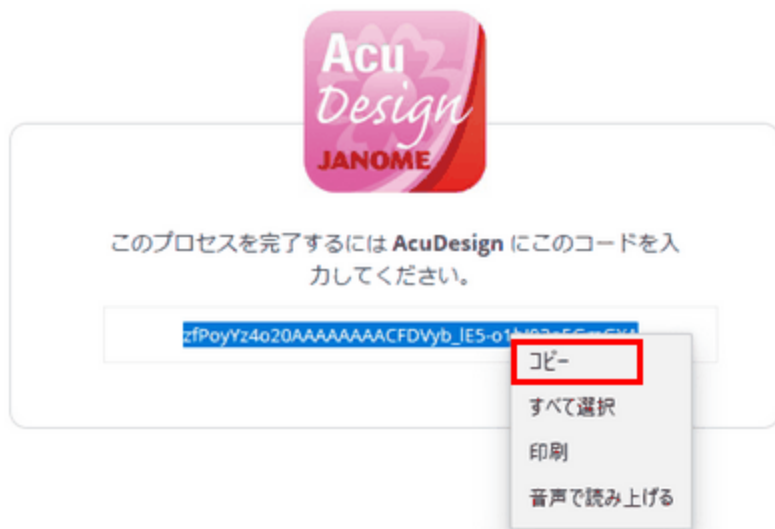 Acu
Design
JANOME
このプロセスを完了するには AcuDesign にこのコードを入
力してください。
コピー
すべて選択
印刷
音声で読み上げる